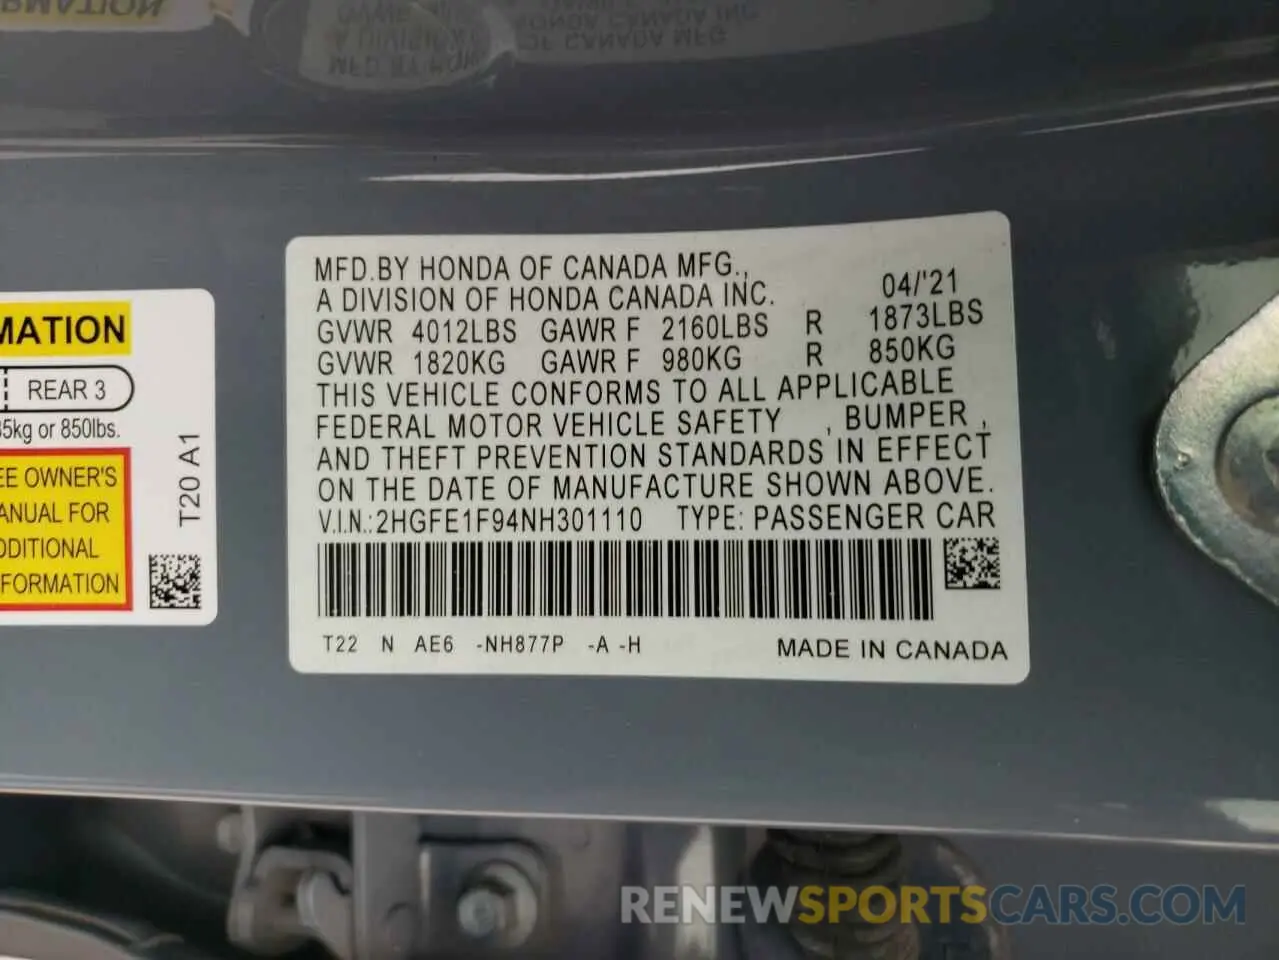 MFD.BY HONDA OF CANADA MFG.,
A DIVISION OF HONDA CANADA INC. 04/'21
GVWR 4012LBS GAWR F 2160LBS R 1873LBS
GVWR 1820KG GAWR F 980KG R 850KG
THIS VEHICLE CONFORMS TO ALL APPLICABLE
FEDERAL MOTOR VEHICLE SAFETY , BUMPER ,
AND THEFT PREVENTION STANDARDS IN EFFECT
ON THE DATE OF MANUFACTURE SHOWN ABOVE.
V.I.N.:2HGFE1F94NH301110 TYPE: PASSENGER CAR
T22 N AE6 -NH877P -A -H MADE IN CANADA
MATION
REAR 3
35kg or 850lbs.
EE OWNER'S
ANUAL FOR
DDITIONAL
FORMATION
T20 A1
RENEWSPORTSCARS.COM